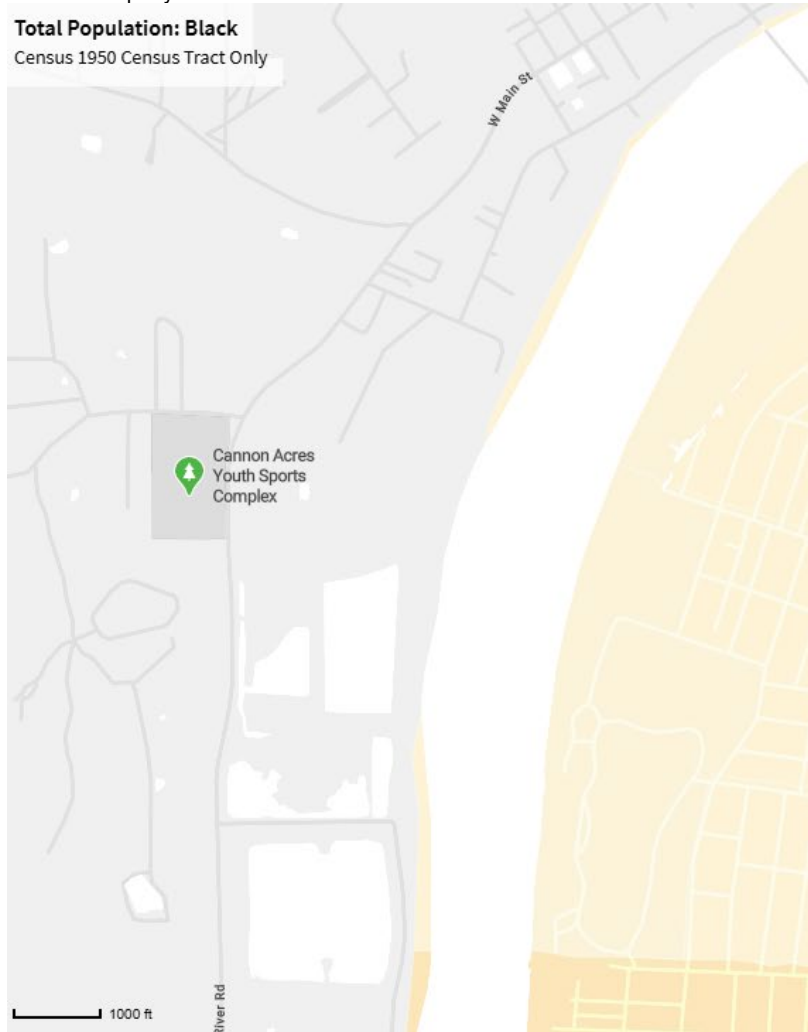 Total Population: Black
Census 1950 Census Tract Only
W Main St
Cannon Acres
Youth Sports
Complex
River Rd
1000 ft